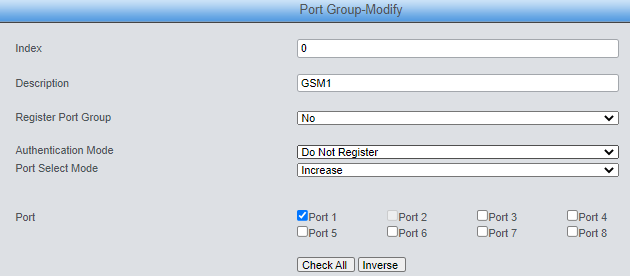 Port Group-Modify
Index 0
Description GSM1
Register Port Group No
Authentication Mode Do Not Register
Port Select Mode Increase
Port Port 1 Port 2 Port 3 Port 4
Port 5 Port 6 Port 7 Port 8
Check All Inverse